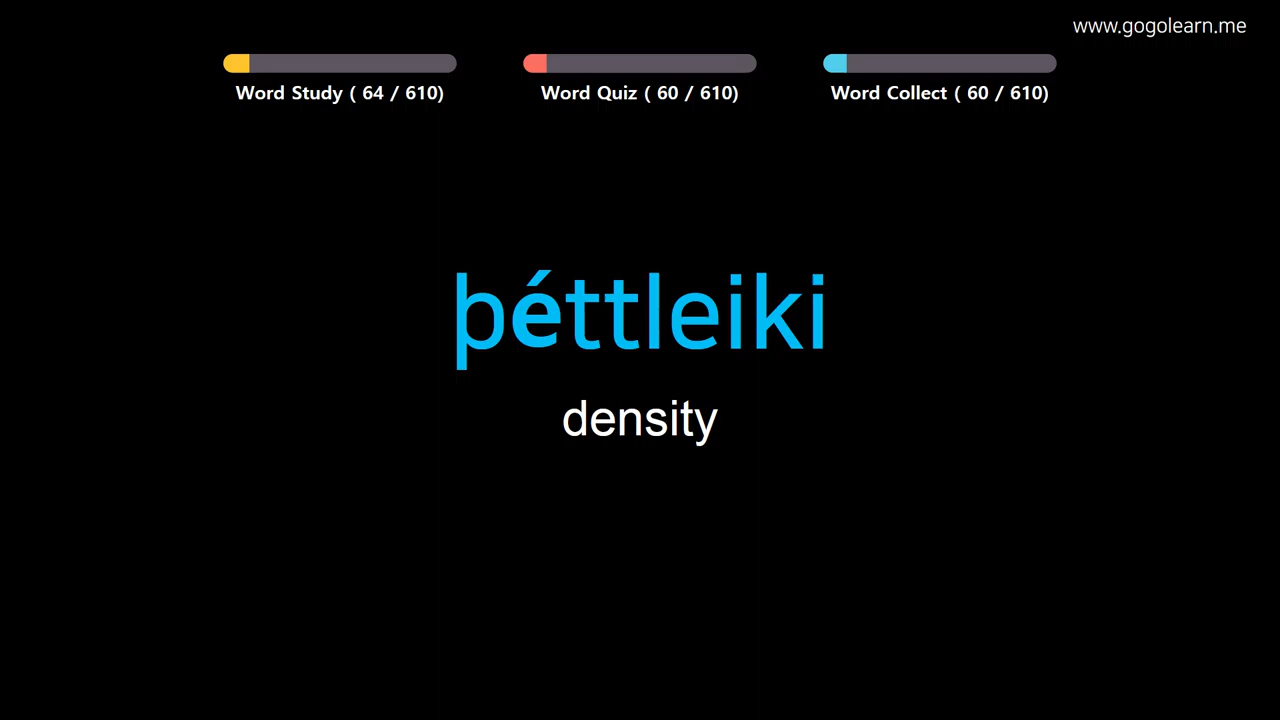 www.gogolearn.me
Word Study ( 64 / 610)
Word Quiz ( 60 / 610)
Word Collect ( 60 / 610)
þéttleiki
density